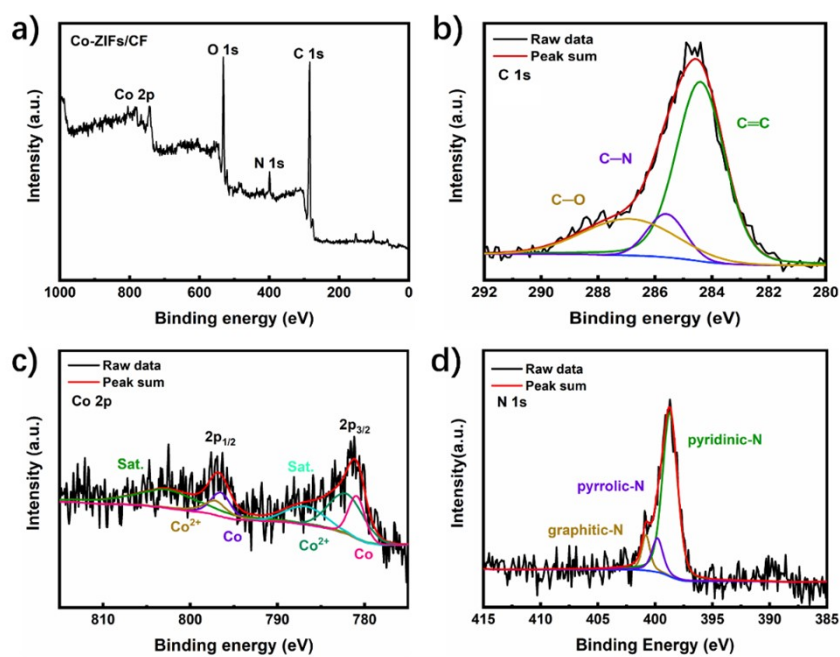 a)
Co-ZIFs/CF
O 1s
C 1s
Co 2p
N 1s
Intensity (a.u.)
1000 800 600 400 200 0
Binding energy (eV)
b)
Raw data
Peak sum
C 1s
C=C
C—N
C—O
Intensity (a.u.)
292 290 288 286 284 282 280
Binding energy (eV)
c)
Raw data
Peak sum
Co 2p
2p1/2
2p3/2
Sat.
Sat.
Co2+
Co
Co2+
Co
Intensity (a.u.)
810 800 790 780
Binding energy (eV)
d)
Raw data
Peak sum
N 1s
pyridinic-N
pyrrolic-N
graphitic-N
Intensity(a.u.)
415 410 405 400 395 390 385
Binding Energy (eV)